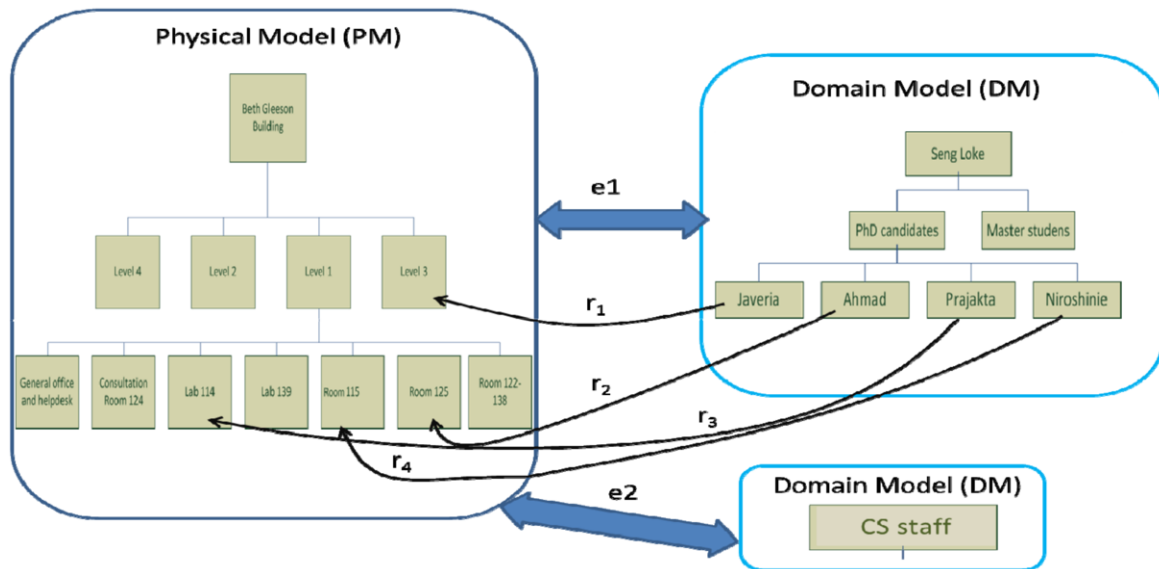 Physical Model (PM)
Beth Gleeson
Building
Level 4
Level 2
Level 1
Level 3
General office
and helpdesk
Consultation
Room 124
Lab 114
Lab 139
Room 115
Room 125
Room 122-
138
e1
r1
r2
r3
r4
e2
Domain Model (DM)
Seng Loke
PhD candidates
Master studens
Javeria
Ahmad
Prajakta
Niroshinie
Domain Model (DM)
CS staff